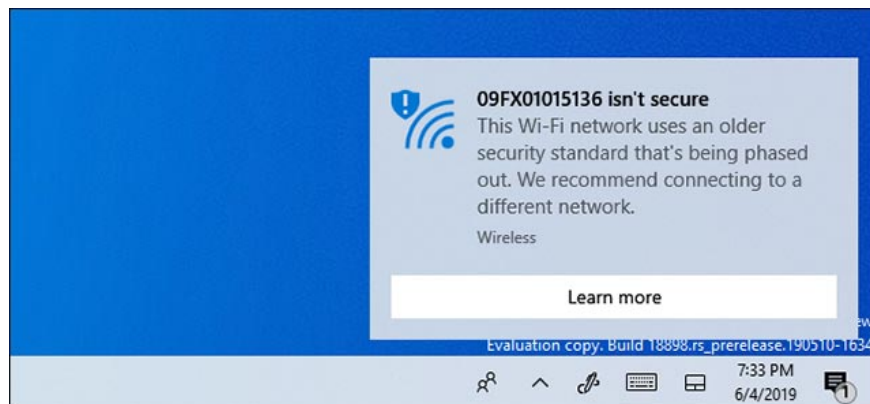 09FX01015136 isn't secure
This Wi-Fi network uses an older
security standard that's being phased
out. We recommend connecting to a
different network.
Wireless
Learn more
Evaluation copy. Build 18898.rs_prerelease.190510-1634
7:33 PM
6/4/2019
1